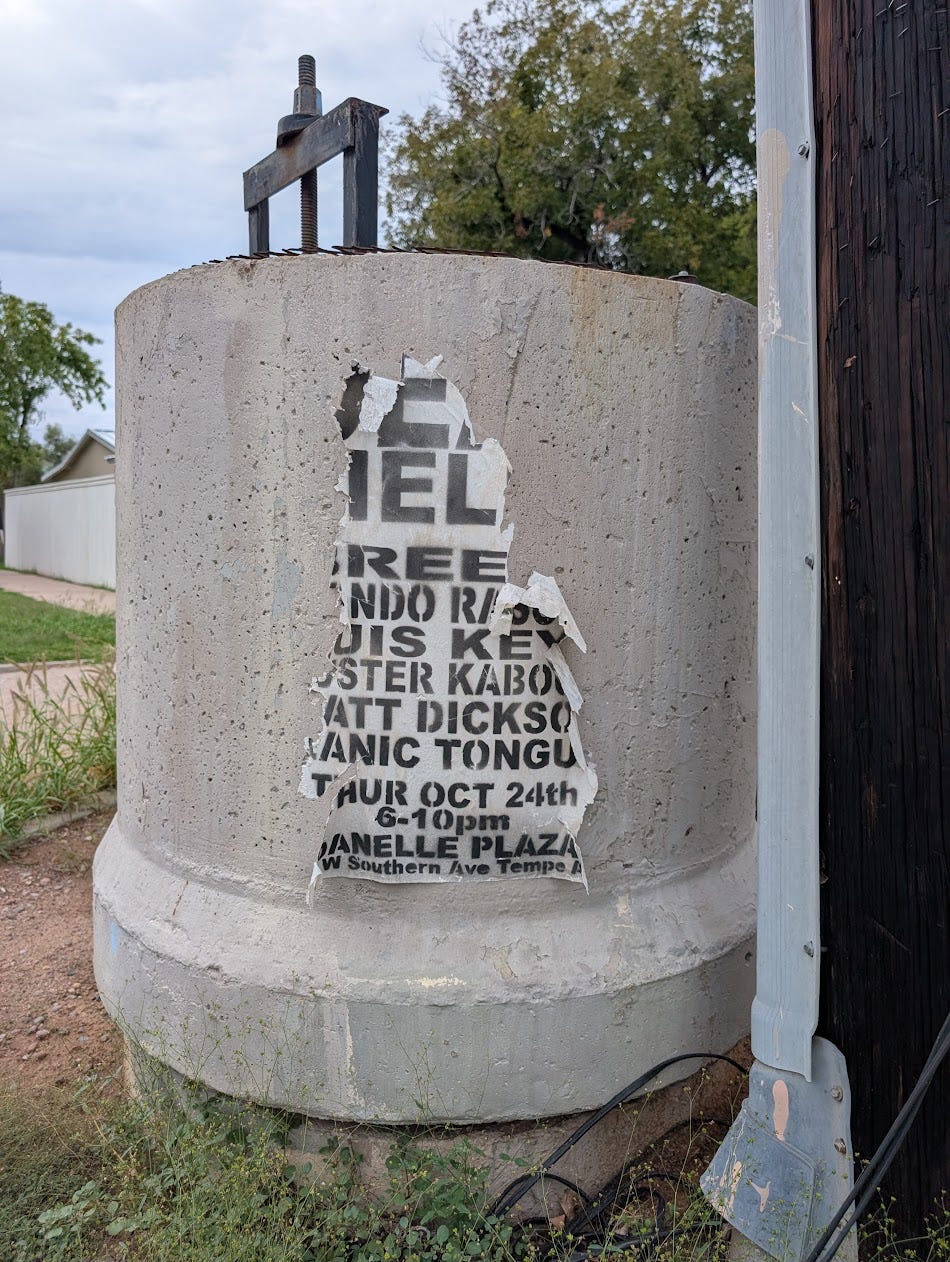 IEL
REE
NDO RA
UIS KEY
STER KABOO
ATT DICKSO
ANIC TONGU
THUR OCT 24th
6-10pm
DANELLE PLAZA
W Southern Ave Tempe A